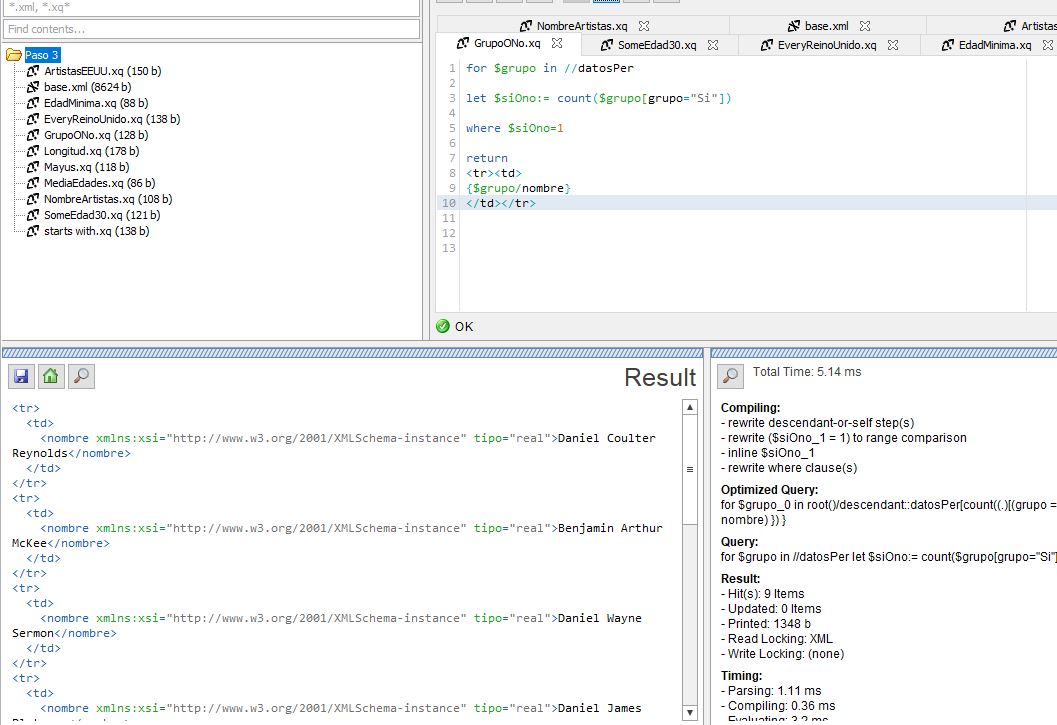 *.xml, *.xq*
Find contents...
Paso 3
ArtistasEEUU.xq (150 b)
base.xml (8624 b)
EdadMinima.xq (88 b)
EveryReinoUnido.xq (138 b)
GrupoONo.xq (128 b)
Longitud.xq (178 b)
Mayus.xq (118 b)
MediaEdades.xq (86 b)
NombreArtistas.xq (108 b)
SomeEdad30.xq (121 b)
starts with.xq (138 b)
NombreArtistas.xq base.xml Artistas
GrupoONo.xq SomeEdad30.xq EveryReinoUnido.xq EdadMinima.xq
1 for $grupo in //datosPer
2
3 let $siOno:= count($grupo[grupo="Si"])
4
5 where $siOno=1
6
7 return
8 <tr><td>
9 {$grupo/nombre}
10 </td></tr>
11
12
13
OK
Result
<tr>
<td>
<nombre xmlns:xsi="http://www.w3.org/2001/XMLSchema-instance" tipo="real">Daniel Coulter
Reynolds</nombre>
</td>
</tr>
<tr>
<td>
<nombre xmlns:xsi="http://www.w3.org/2001/XMLSchema-instance" tipo="real">Benjamin Arthur
McKee</nombre>
</td>
</tr>
<tr>
<td>
<nombre xmlns:xsi="http://www.w3.org/2001/XMLSchema-instance" tipo="real">Daniel Wayne
Sermon</nombre>
</td>
</tr>
<tr>
<td>
<nombre xmlns:xsi="http://www.w3.org/2001/XMLSchema-instance" tipo="real">Daniel James
Total Time: 5.14 ms
Compiling:
- rewrite descendant-or-self step(s)
- rewrite ($siOno_1 = 1) to range comparison
- inline $siOno_1
- rewrite where clause(s)
Optimized Query:
for $grupo_0 in root()/descendant::datosPer[count((.)[(grupo =
nombre) }) }
Query:
for $grupo in //datosPer let $siOno:= count($grupo[grupo="Si"]
Result:
- Hit(s): 9 Items
- Updated: 0 Items
- Printed: 1348 b
- Read Locking: XML
- Write Locking: (none)
Timing:
- Parsing: 1.11 ms
- Compiling: 0.36 ms
- Evaluating: 3.2 ms